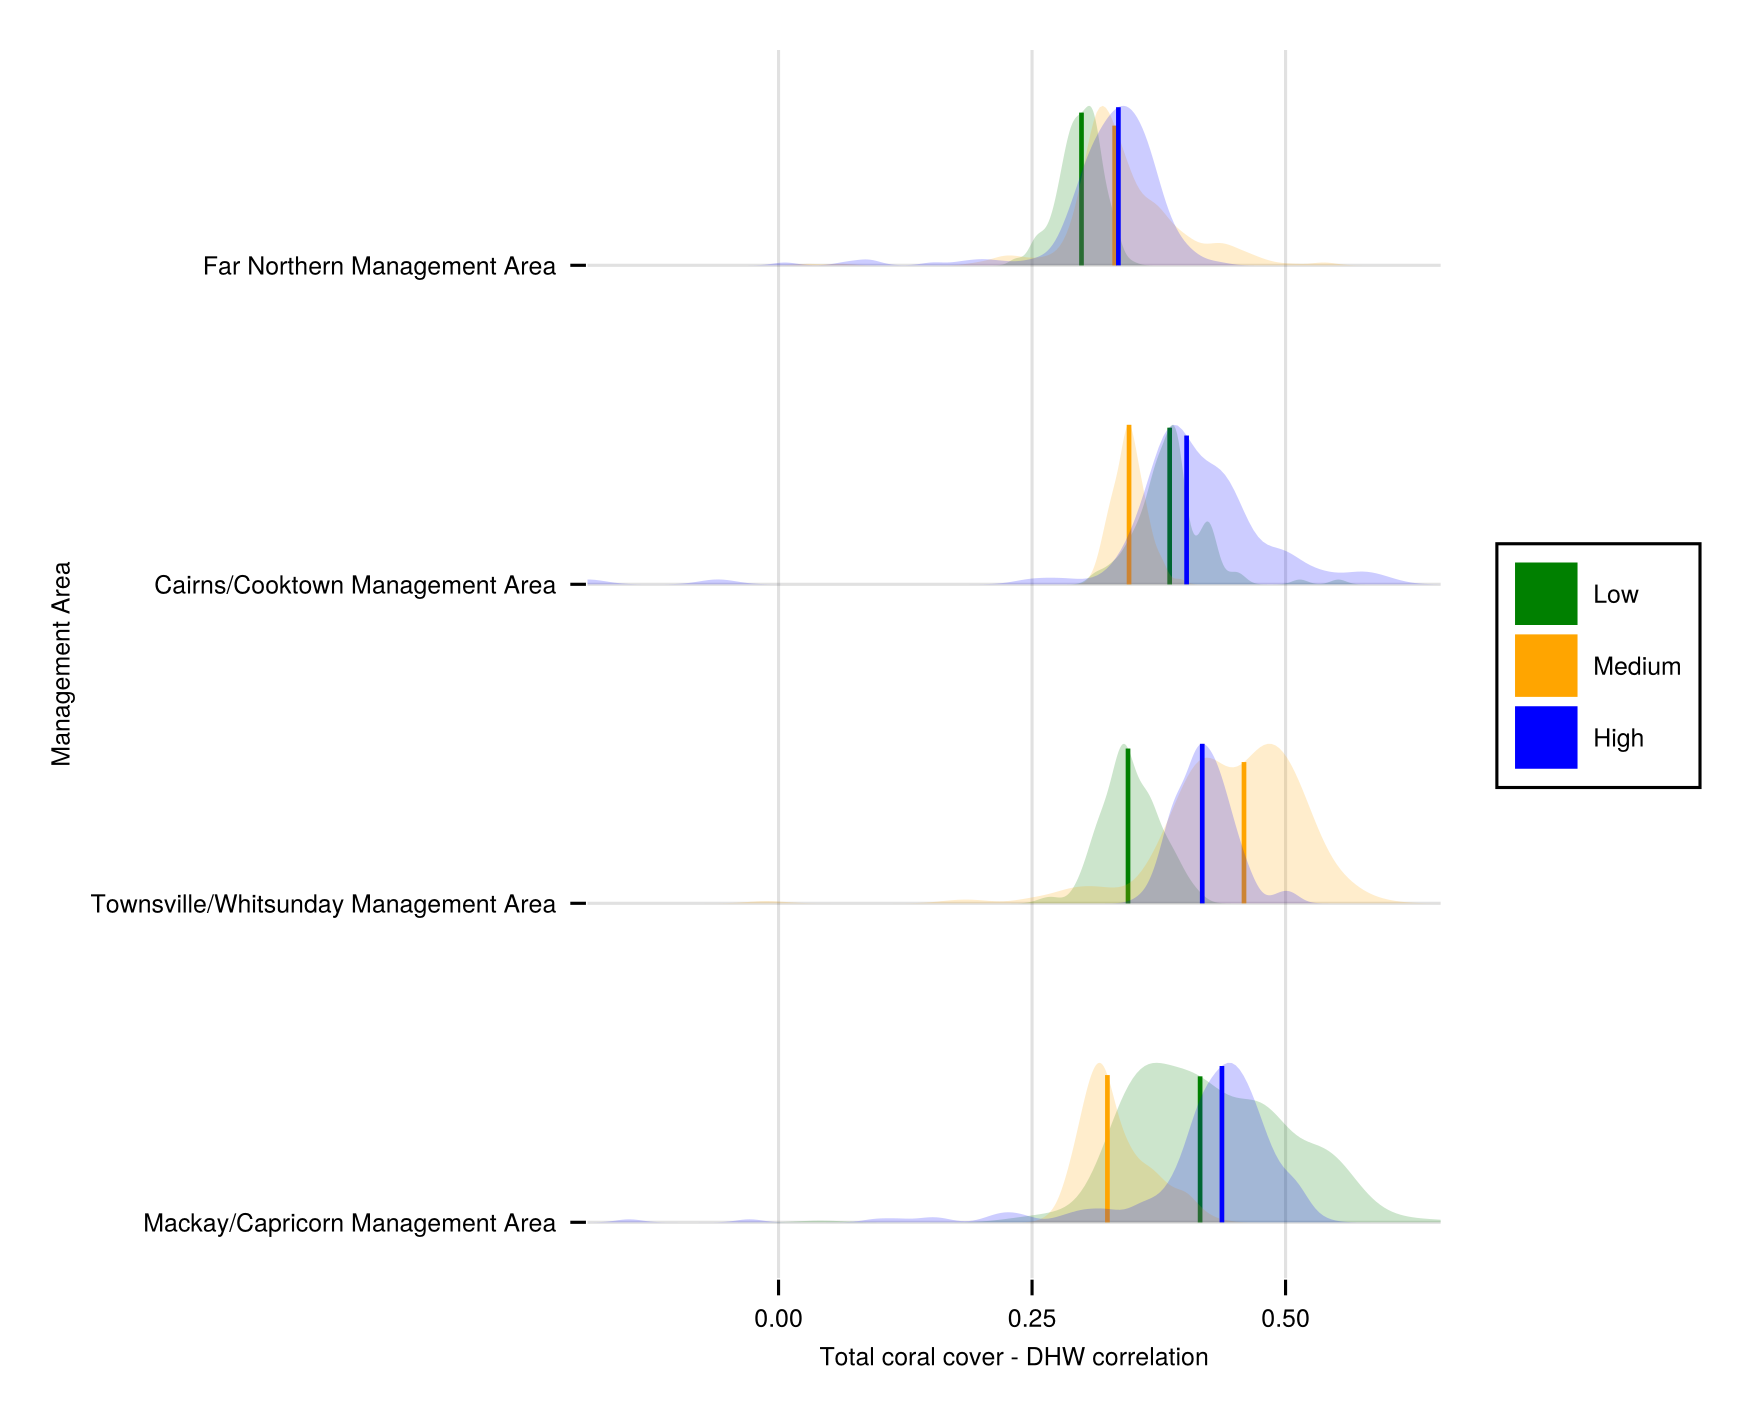 Far Northern Management Area
Cairns/Cooktown Management Area
Townsville/Whitsunday Management Area
Mackay/Capricorn Management Area
Management Area
0.00
0.25
0.50
Total coral cover - DHW correlation
Low
Medium
High